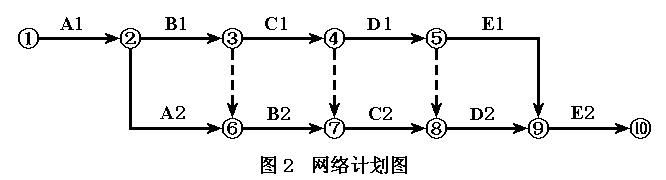 A1 B1 C1 D1 E1
① ② ③ ④ ⑤
A2 B2 C2 D2 E2
⑥ ⑦ ⑧ ⑨ ⑩
图 2 网络计划图